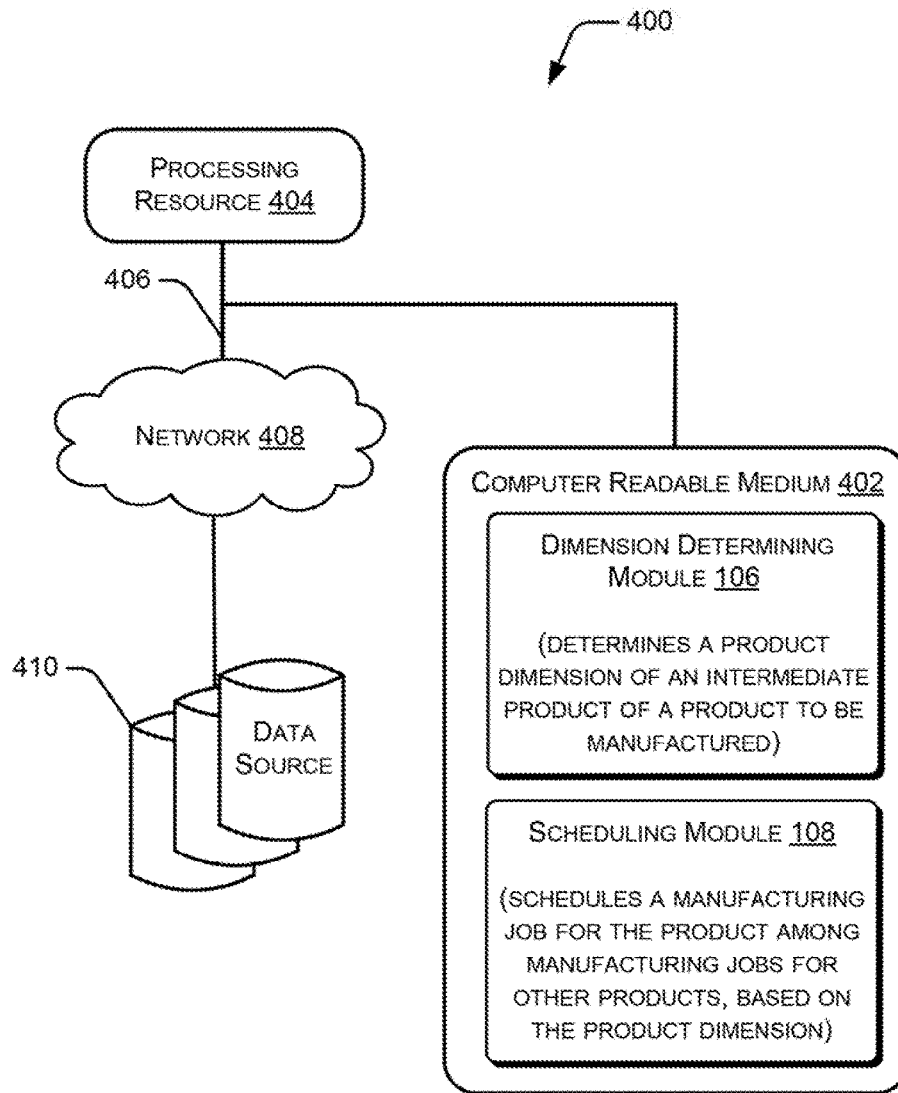 400
PROCESSING
RESOURCE 404
406
NETWORK 408
410
DATA
SOURCE
COMPUTER READABLE MEDIUM 402
DIMENSION DETERMINING
MODULE 106
(DETERMINES A PRODUCT
DIMENSION OF AN INTERMEDIATE
PRODUCT OF A PRODUCT TO BE
MANUFACTURED)
SCHEDULING MODULE 108
(SCHEDULES A MANUFACTURING
JOB FOR THE PRODUCT AMONG
MANUFACTURING JOBS FOR
OTHER PRODUCTS, BASED ON
THE PRODUCT DIMENSION)